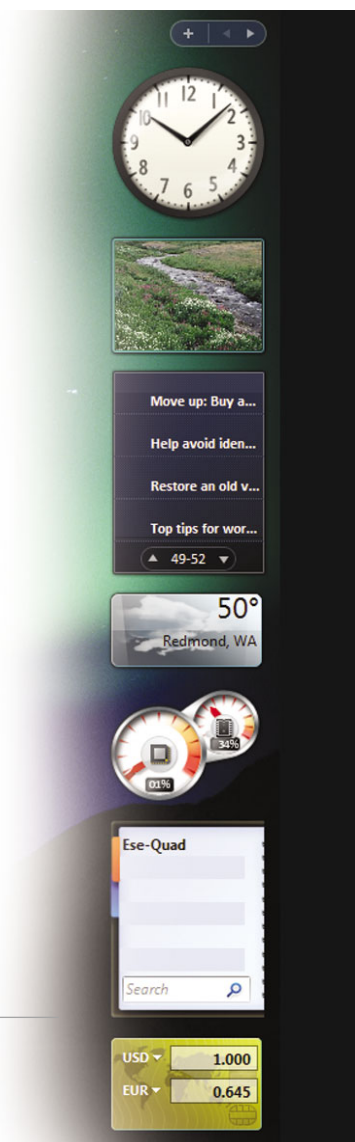 +
11 12 1
10 2
9 3
8 4
7 6 5
Move up: Buy a...
Help avoid iden...
Restore an old v...
Top tips for wor...
49-52
50°
Redmond, WA
34%
01%
Ese-Quad
Search
USD 1.000
EUR 0.645